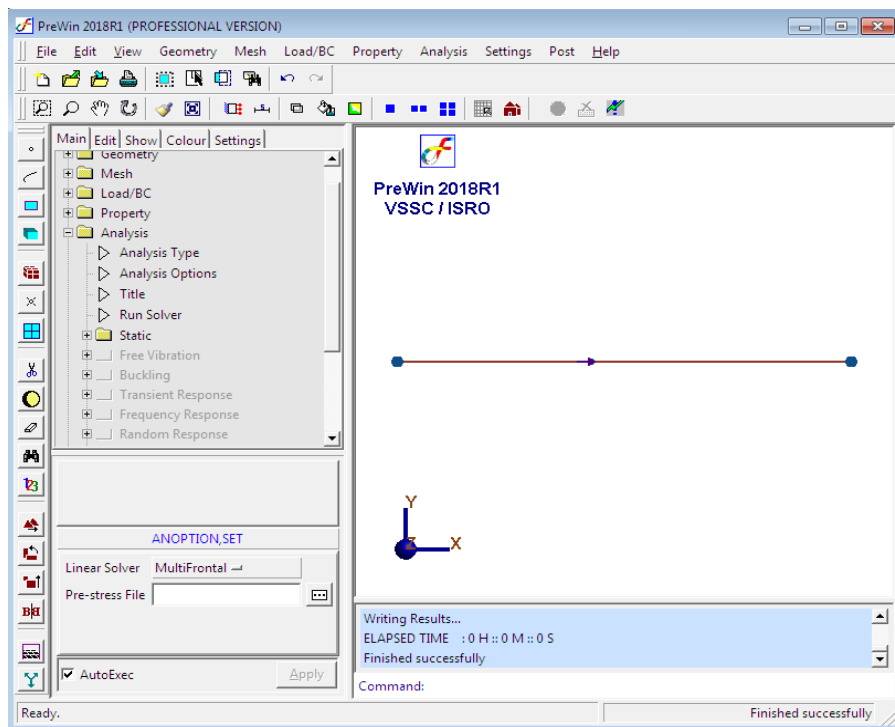 PreWin 2018R1 (PROFESSIONAL VERSION)
File Edit View Geometry Mesh Load/BC Property Analysis Settings Post Help
Main Edit Show Colour Settings
Geometry
Mesh
Load/BC
Property
Analysis
Analysis Type
Analysis Options
Title
Run Solver
Static
Free Vibration
Buckling
Transient Response
Frequency Response
Random Response
ANOPTION,SET
Linear Solver MultiFrontal
Pre-stress File
AutoExec Apply
PreWin 2018R1
VSSC / ISRO
Y
Z X
Writing Results...
ELAPSED TIME : 0 H :: 0 M :: 0 S
Finished successfully
Command:
Ready. Finished successfully